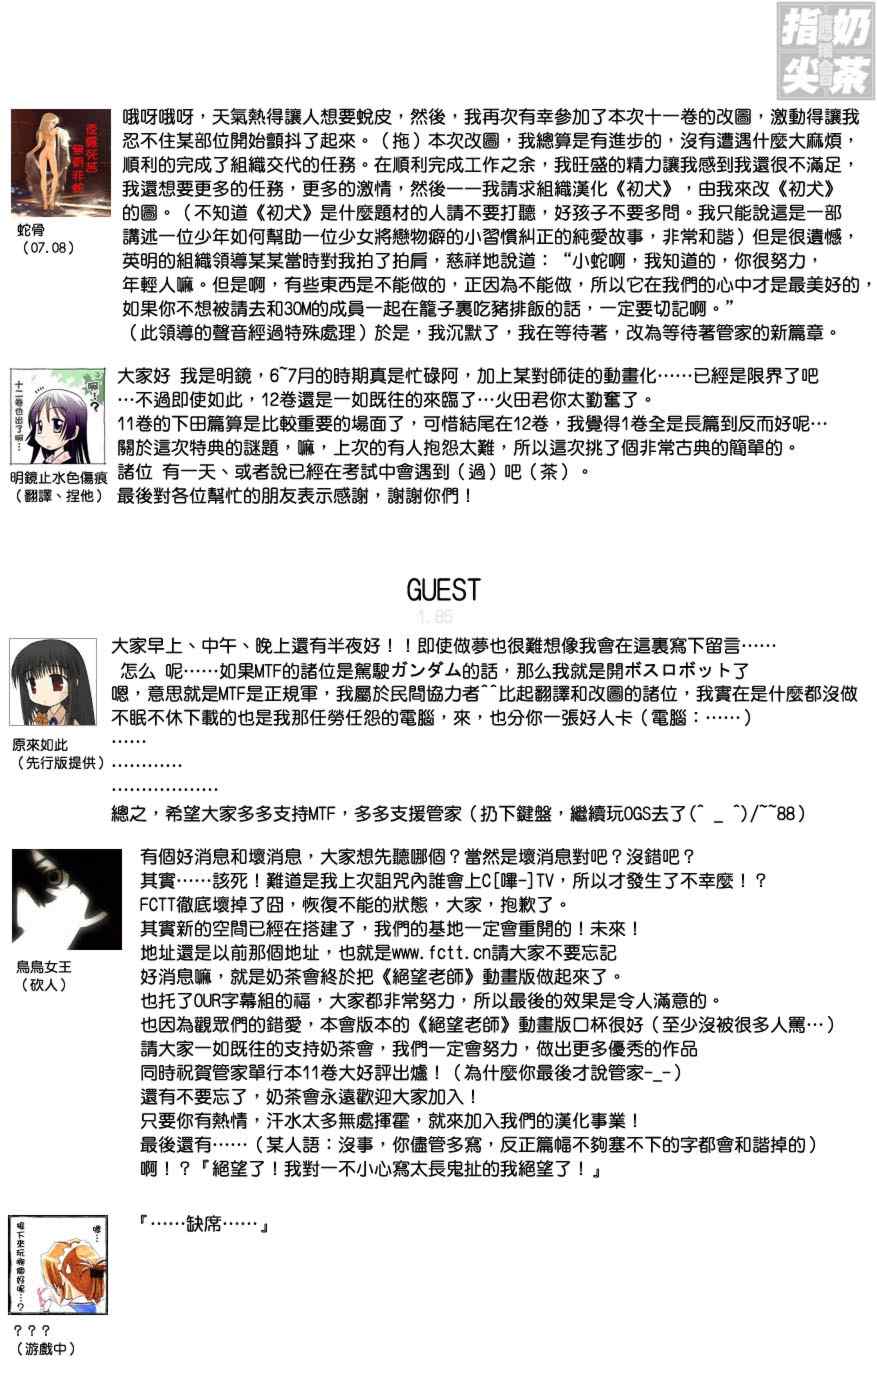 指奶
尖茶
哦呀哦呀，天氣熱得讓人想要蛻皮，然後，我再次有幸參加了本次十一卷的改圖，激動得讓我
忍不住某部位開始顫抖了起來。（拖）本次改圖，我總算是有進步的，沒有遭遇什麼大麻煩，
順利的完成了組織交代的任務。在順利完成工作之余，我旺盛的精力讓我感到我還很不滿足，
我還想要更多的任務，更多的激情，然後一一我請求組織漢化《初犬》，由我來改《初犬》
的圖。（不知道《初犬》是什麼題材的人請不要打聽，好孩子不要多問。我只能說這是一部
講述一位少年如何幫助一位少女將戀物癖的小習慣糾正的純愛故事，非常和諧）但是很遺憾，
英明的組織領導某某當時對我拍了拍肩，慈祥地說道：“小蛇啊，我知道的，你很努力，
年輕人嘛。但是啊，有些東西是不能做的，正因為不能做，所以它在我們的心中才是最美好的，
如果你不想被請去和30M的成員一起在籠子裏吃豬排飯的話，一定要切記啊。”
（此領導的聲音經過特殊處理）於是，我沉默了，我在等待著，改為等待著管家的新篇章。
蛇骨
（07.08）
大家好 我是明鏡，6~7月的時期真是忙碌阿，加上某對師徒的動畫化……已經是限界了吧
…不過即使如此，12卷還是一如既往的來臨了…火田君你太勤奮了。
11卷的下田篇算是比較重要的場面了，可惜結尾在12卷，我覺得1卷全是長篇到反而好呢…
關於這次特典的謎題，嘛，上次的有人抱怨太難，所以這次挑了個非常古典的簡單的。
諸位 有一天、或者說已經在考試中會遇到（過）吧（茶）。
最後對各位幫忙的朋友表示感謝，謝謝你們！
啊…？
十二卷也出了嘛…
明鏡止水色傷痕
（翻譯、捏他）
GUEST
1.85
大家早上、中午、晚上還有半夜好！！即使做夢也很難想像我會在這裏寫下留言……
怎么 呢……如果MTF的諸位是駕駛ガンダム的話，那么我就是開ボスロボット了
嗯，意思就是MTF是正規軍，我屬於民間協力者^^比起翻譯和改圖的諸位，我實在是什麼都沒做
不眠不休下載的也是我那任勞任怨的電腦，來，也分你一張好人卡（電腦：……）
……
…………
………………
總之，希望大家多多支持MTF，多多支援管家（扔下鍵盤，繼續玩OGS去了(^ _ ^)/~~88）
原來如此
（先行版提供）
有個好消息和壞消息，大家想先聽哪個？當然是壞消息對吧？沒錯吧？
其實……該死！難道是我上次詛咒內誰會上C[嗶-]TV，所以才發生了不幸麼！？
FCTT徹底壞掉了囧，恢復不能的狀態，大家，抱歉了。
其實新的空間已經在搭建了，我們的基地一定會重開的！未來！
地址還是以前那個地址，也就是www.fctt.cn請大家不要忘記
好消息嘛，就是奶茶會終於把《絕望老師》動畫版做起來了。
也托了OUR字幕組的福，大家都非常努力，所以最後的效果是令人滿意的。
也因為觀眾們的錯愛，本會版本的《絕望老師》動畫版口杯很好（至少沒被很多人罵…）
請大家一如既往的支持奶茶會，我們一定會努力，做出更多優秀的作品
同時祝賀管家單行本11卷大好評出爐！（為什麼你最後才說管家-_-）
還有不要忘了，奶茶會永遠歡迎大家加入！
只要你有熱情，汗水太多無處揮霍，就來加入我們的漢化事業！
最後還有……（某人語：沒事，你儘管多寫，反正篇幅不夠塞不下的字都會和諧掉的）
啊！？『絕望了！我對一不小心寫太長鬼扯的我絕望了！』
鳥鳥女王
（砍人）
『……缺席……』
嗯…
接下來玩哪個好呢…？
？？？
（游戲中）